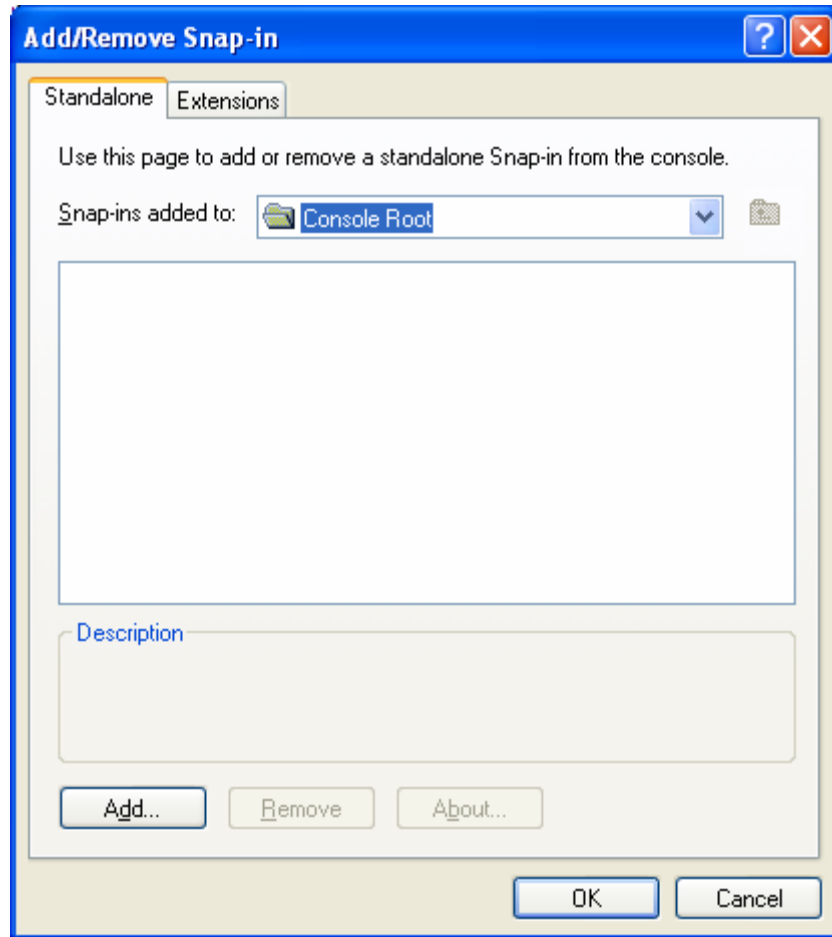 Add/Remove Snap-in
Standalone
Extensions
Use this page to add or remove a standalone Snap-in from the console.
Snap-ins added to:
Console Root
Description
Add...
Remove
About...
OK
Cancel